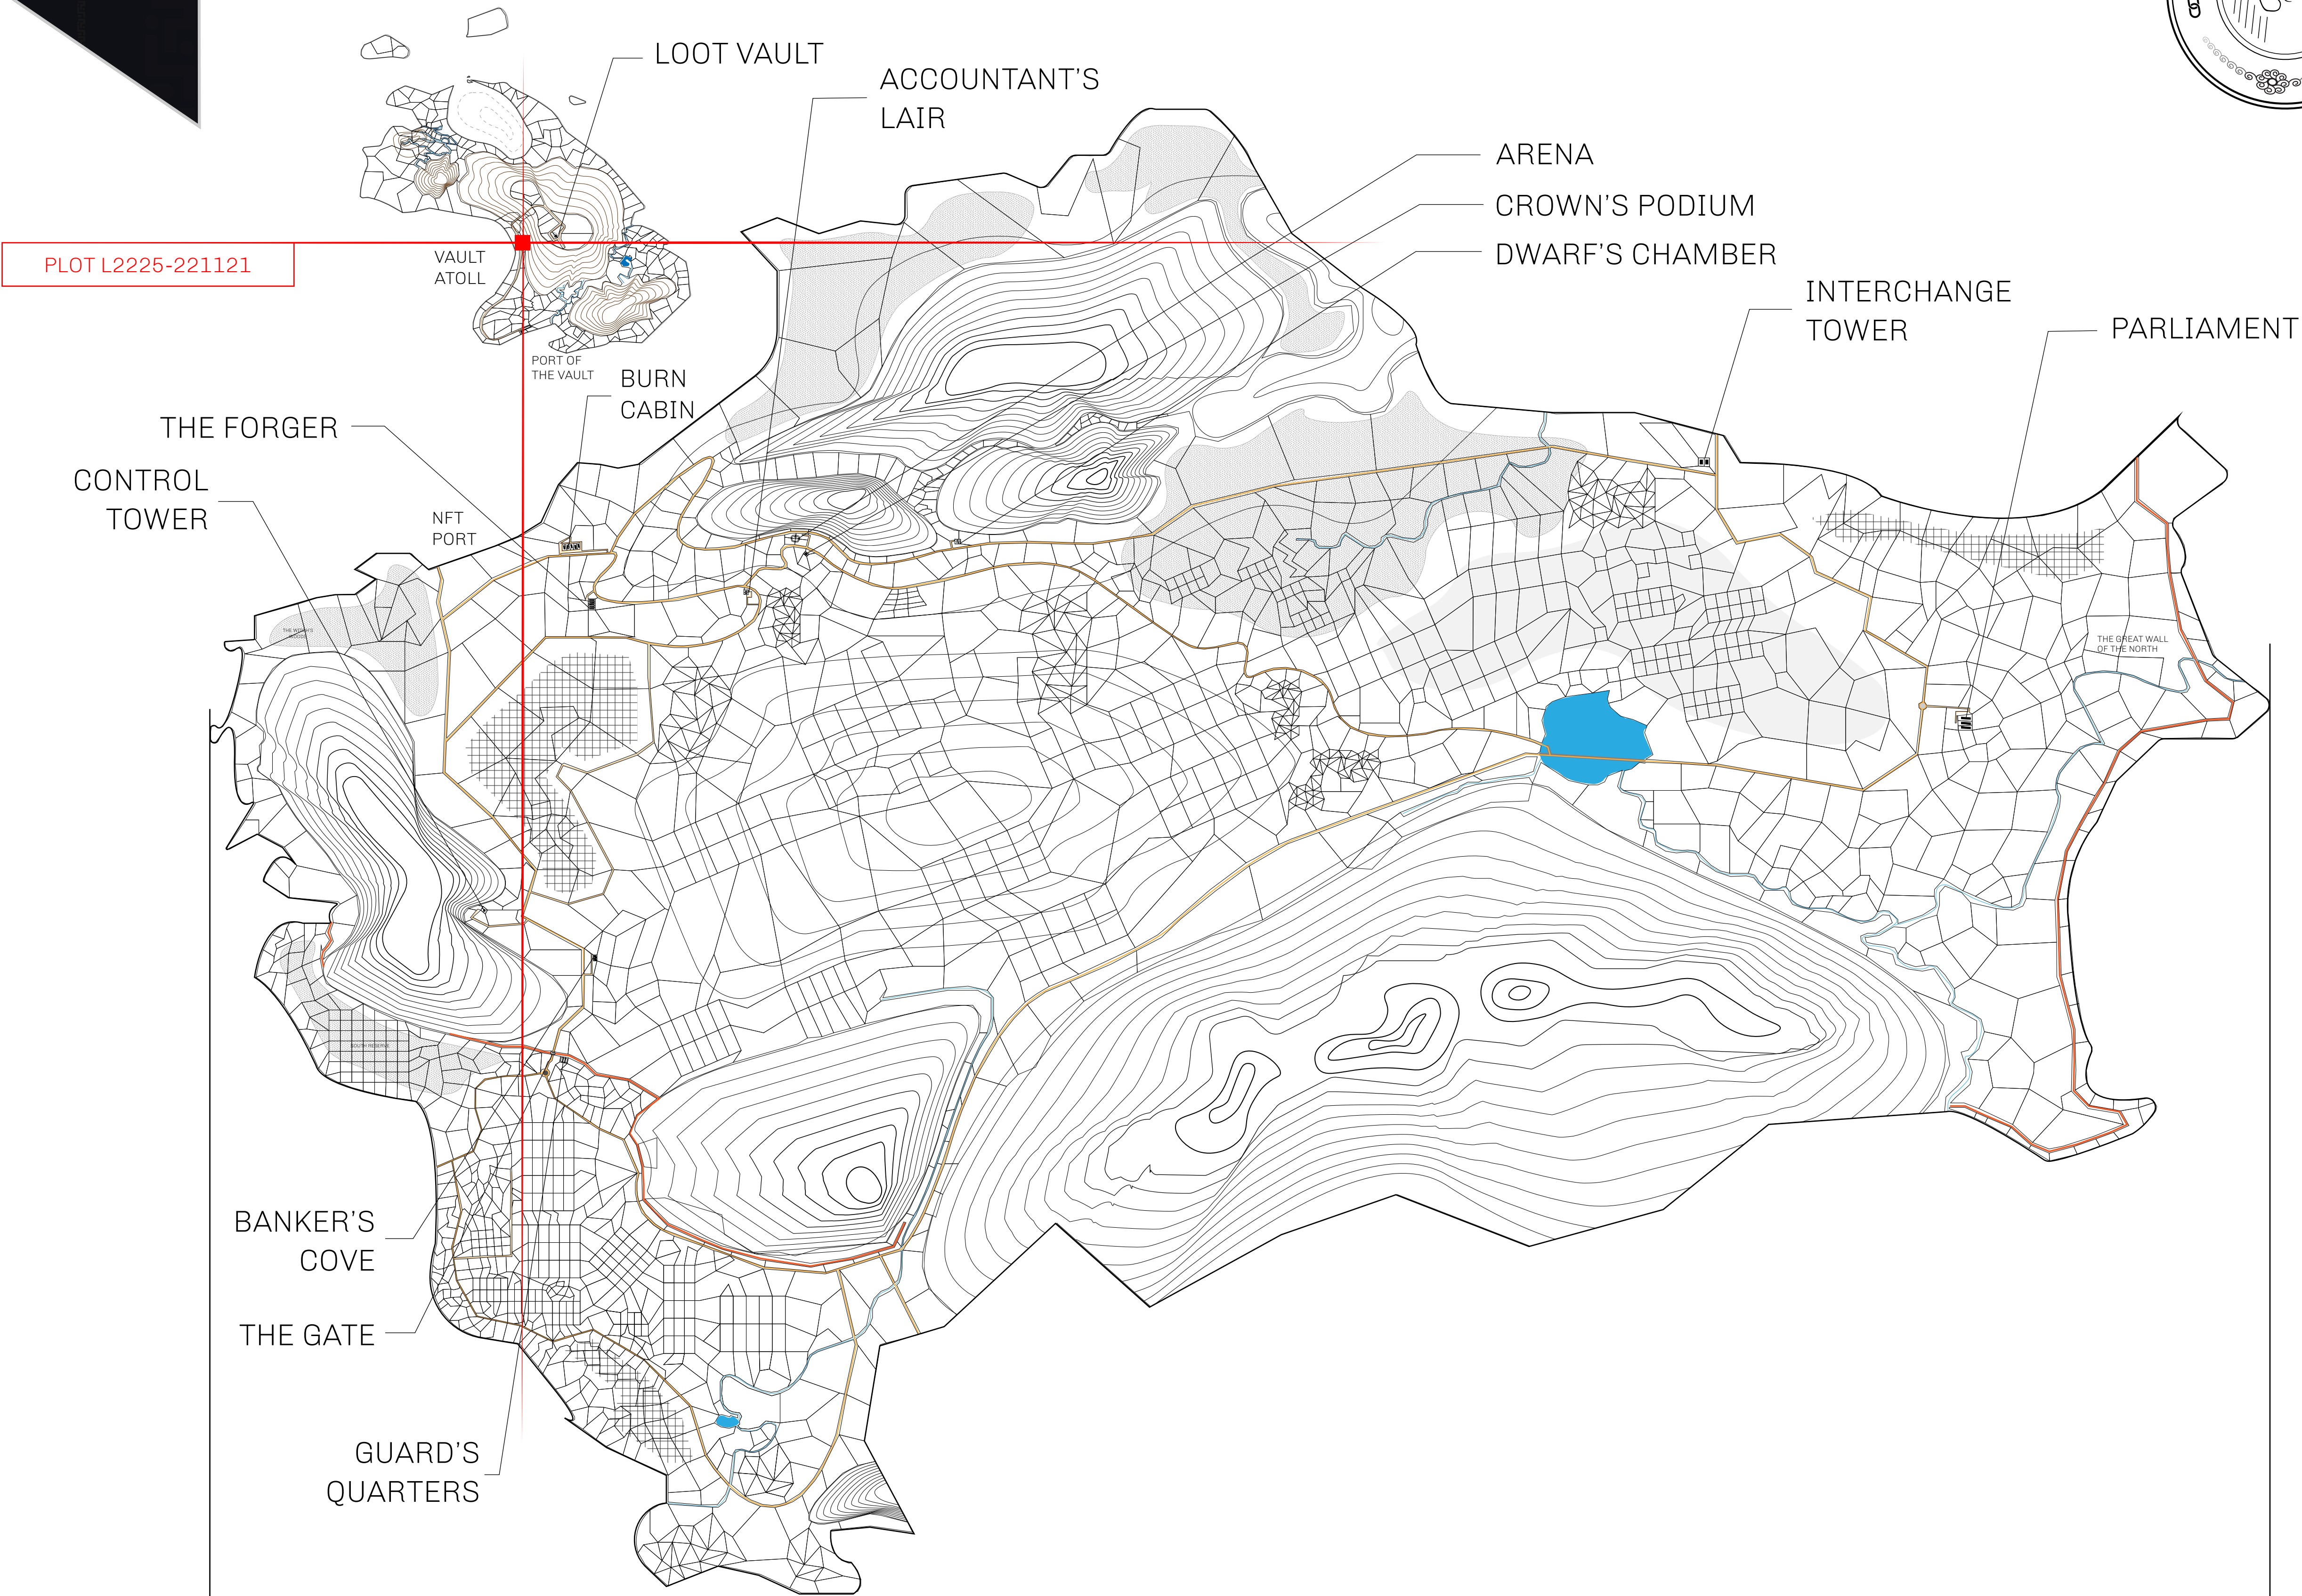 LOOT VAULT
ACCOUNTANT'S
LAIR
ARENA
CROWN'S PODIUM
DWARF'S CHAMBER
PLOT L2225-221121
VAULT
ATOLL
INTERCHANGE
TOWER
PARLIAMENT
PORT OF
THE VAULT
BURN
CABIN
THE FORGER
CONTROL
TOWER
NFT
PORT
THE GREAT WALL
OF THE NORTH
SOUTH RESERVE
BANKER'S
COVE
THE GATE
GUARD'S
QUARTERS